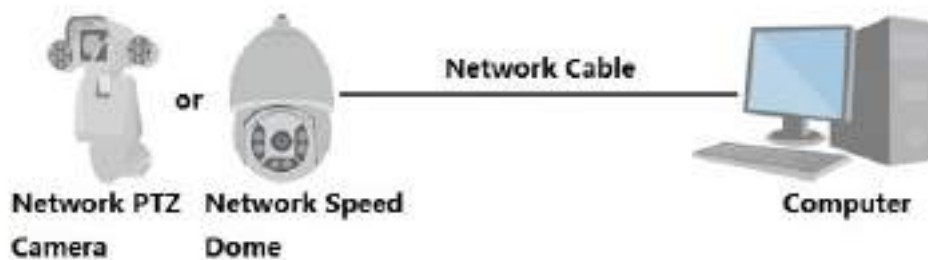 Network Cable
or
Network PTZ Camera
Network Speed Dome
Computer